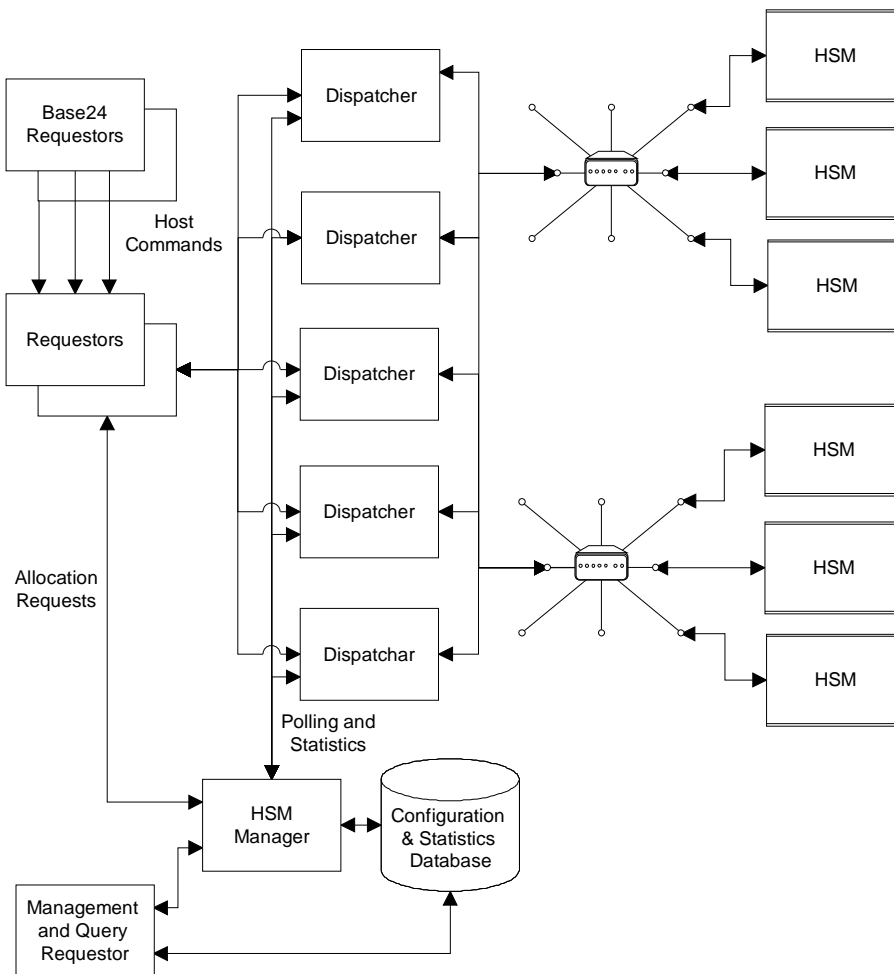 HSM
Dispatcher
Base24
Requestors
HSM
Host
Commands
Dispatcher
HSM
Requestors
Dispatcher
HSM
Dispatcher
HSM
Allocation
Requests
Dispatchar
HSM
Polling and
Statistics
HSM
Manager
Configuration
& Statistics
Database
Management
and Query
Requestor